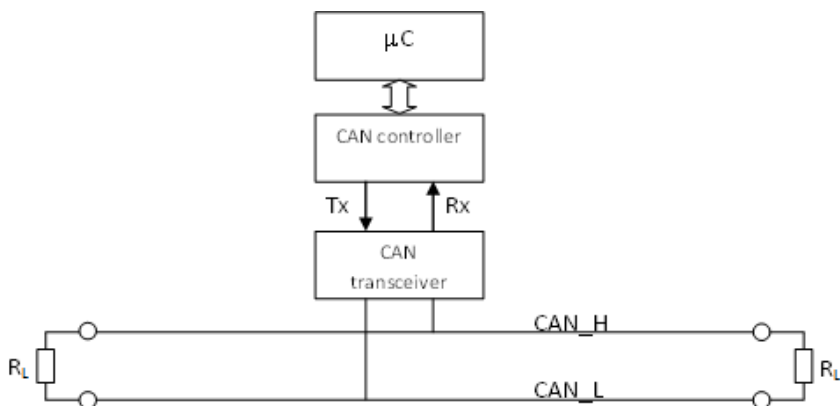 μC
CAN controller
Tx
Rx
CAN
transceiver
CAN_H
RL
RL
CAN_L